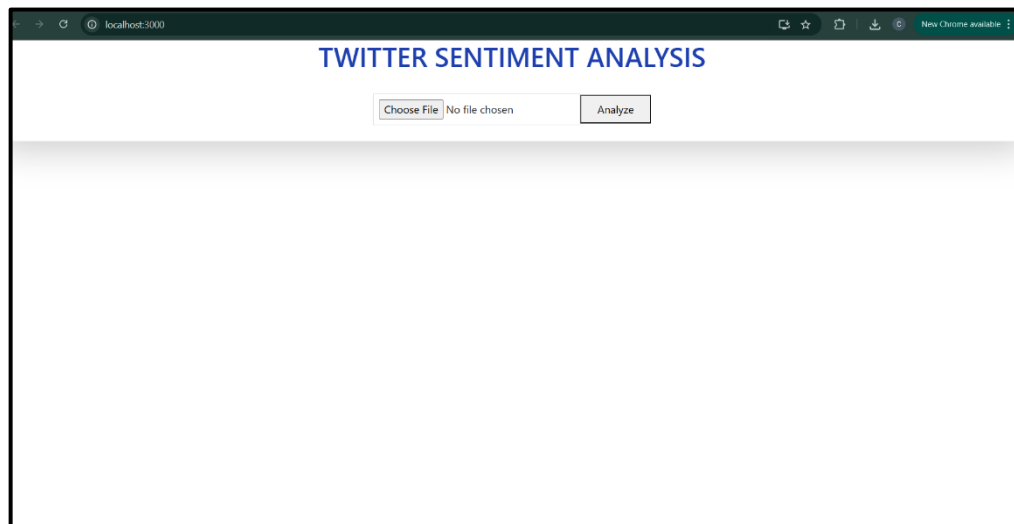 localhost:3000
C
New Chrome available
TWITTER SENTIMENT ANALYSIS
Choose File No file chosen
Analyze